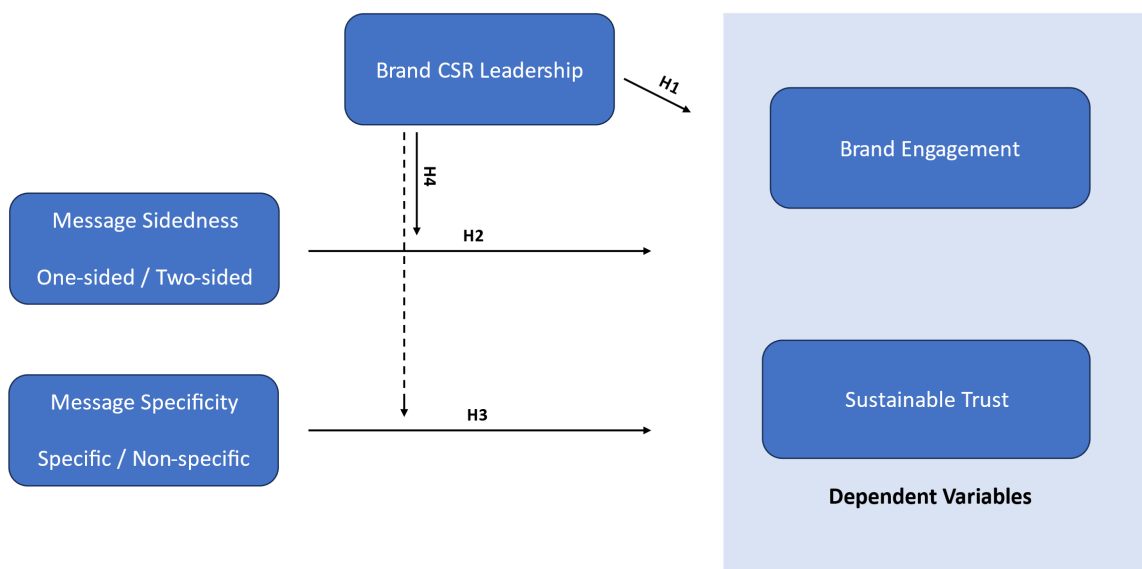 Brand CSR Leadership
H1
Brand Engagement
H4
Message Sidedness
One-sided / Two-sided
H2
Message Specificity
Specific / Non-specific
H3
Sustainable Trust
Dependent Variables